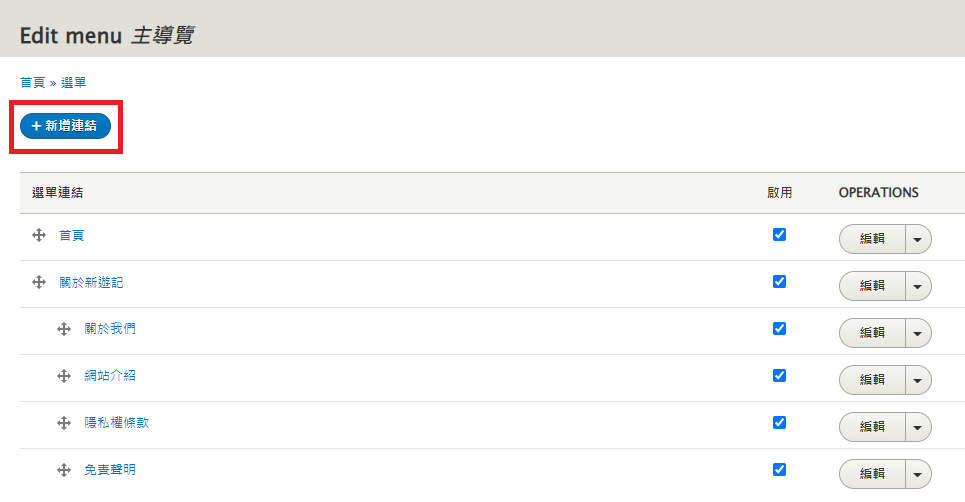 Edit menu 主導覽
首頁 » 選單
+ 新增連結
選單連結 啟用 OPERATIONS
首頁 編輯
關於新遊記 編輯
關於我們 編輯
網站介紹 編輯
隱私權條款 編輯
免責聲明 編輯